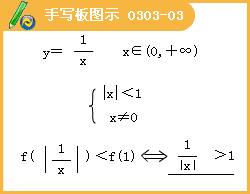 手写板图示 0303-03
y= 1/x x∈(0,+∞)
{ |x|<1
x≠0
f(|1/x|)<f(1)⟺1/|x| >1